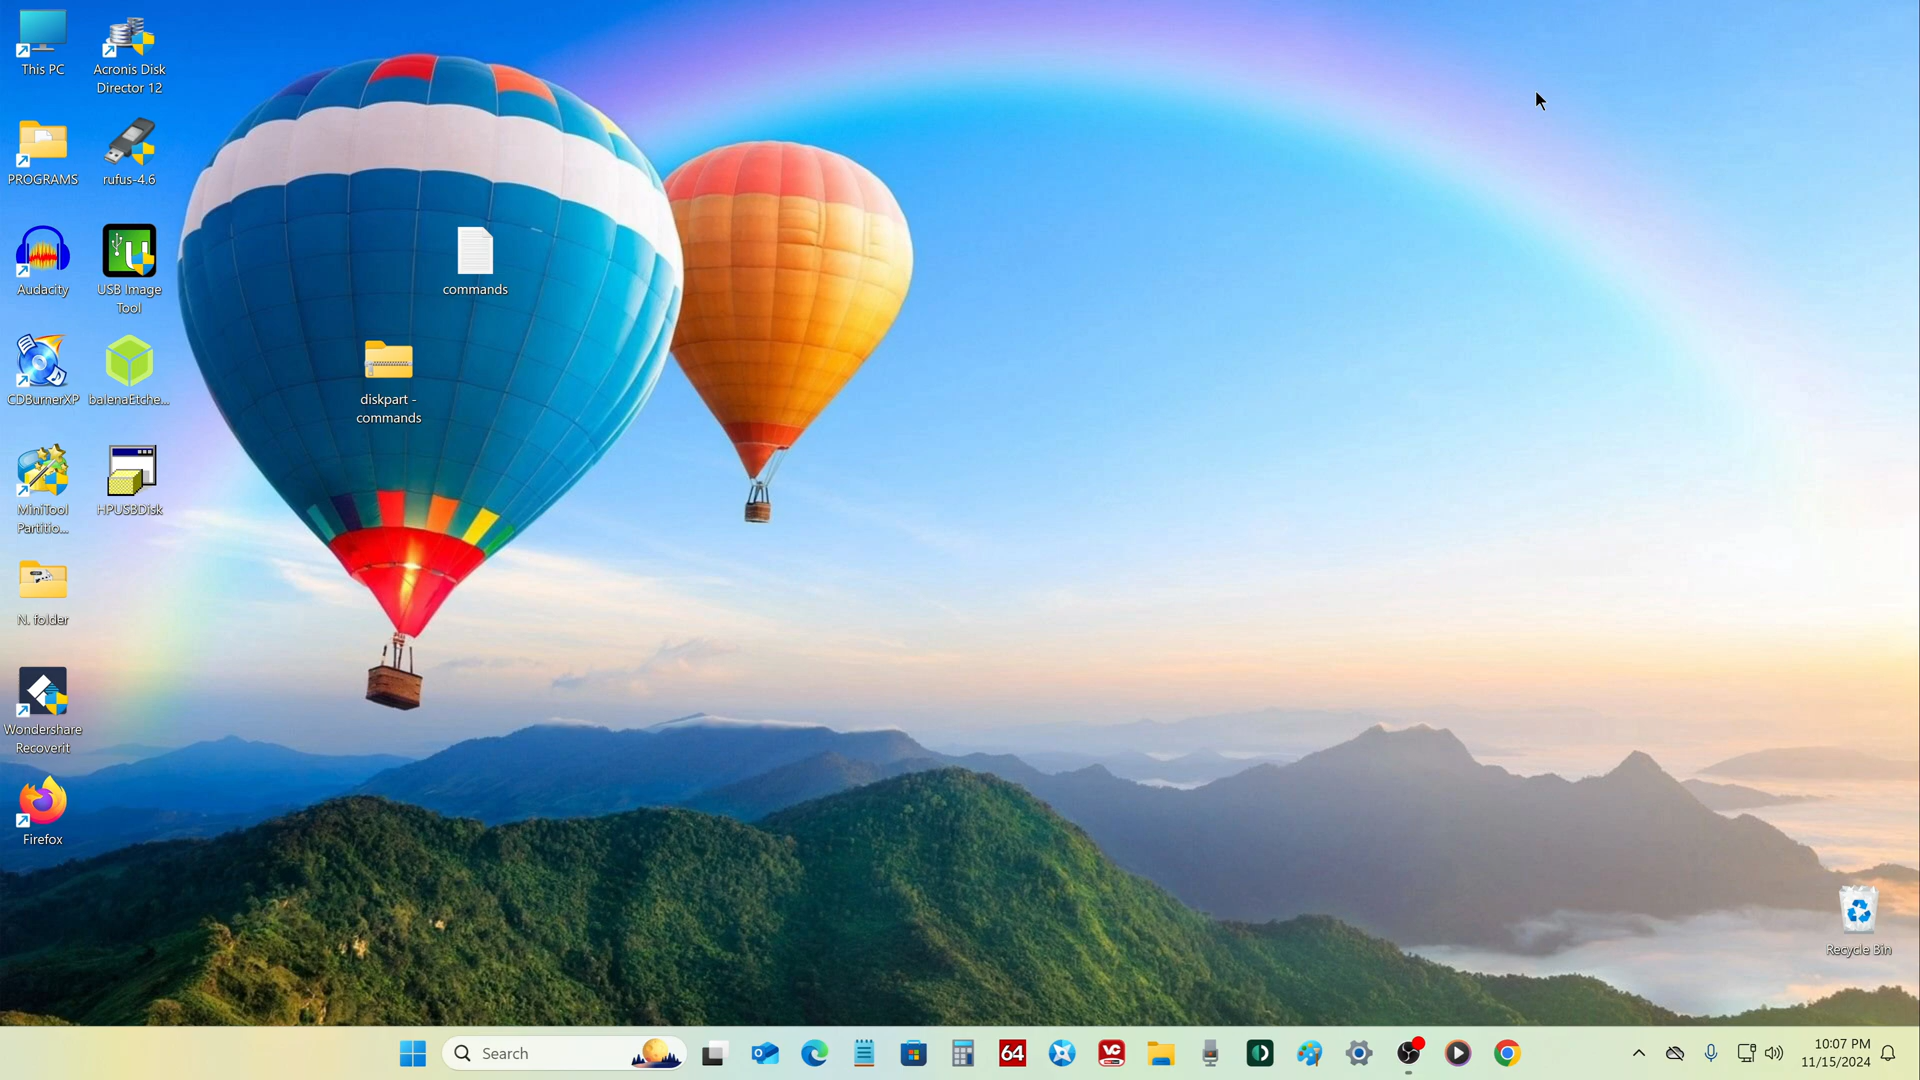 This PC
Acronis Disk
Director 12
PROGRAMS
rufus-4.6
Audacity
USB Image
Tool
CDBurnerXP
balenaEtche...
MiniTool
Partitio...
HPUSBDisk
N. folder
Wondershare
Recoverit
Firefox
commands
diskpart -
commands
Recycle Bin
Search
64
VC
10:07 PM
11/15/2024